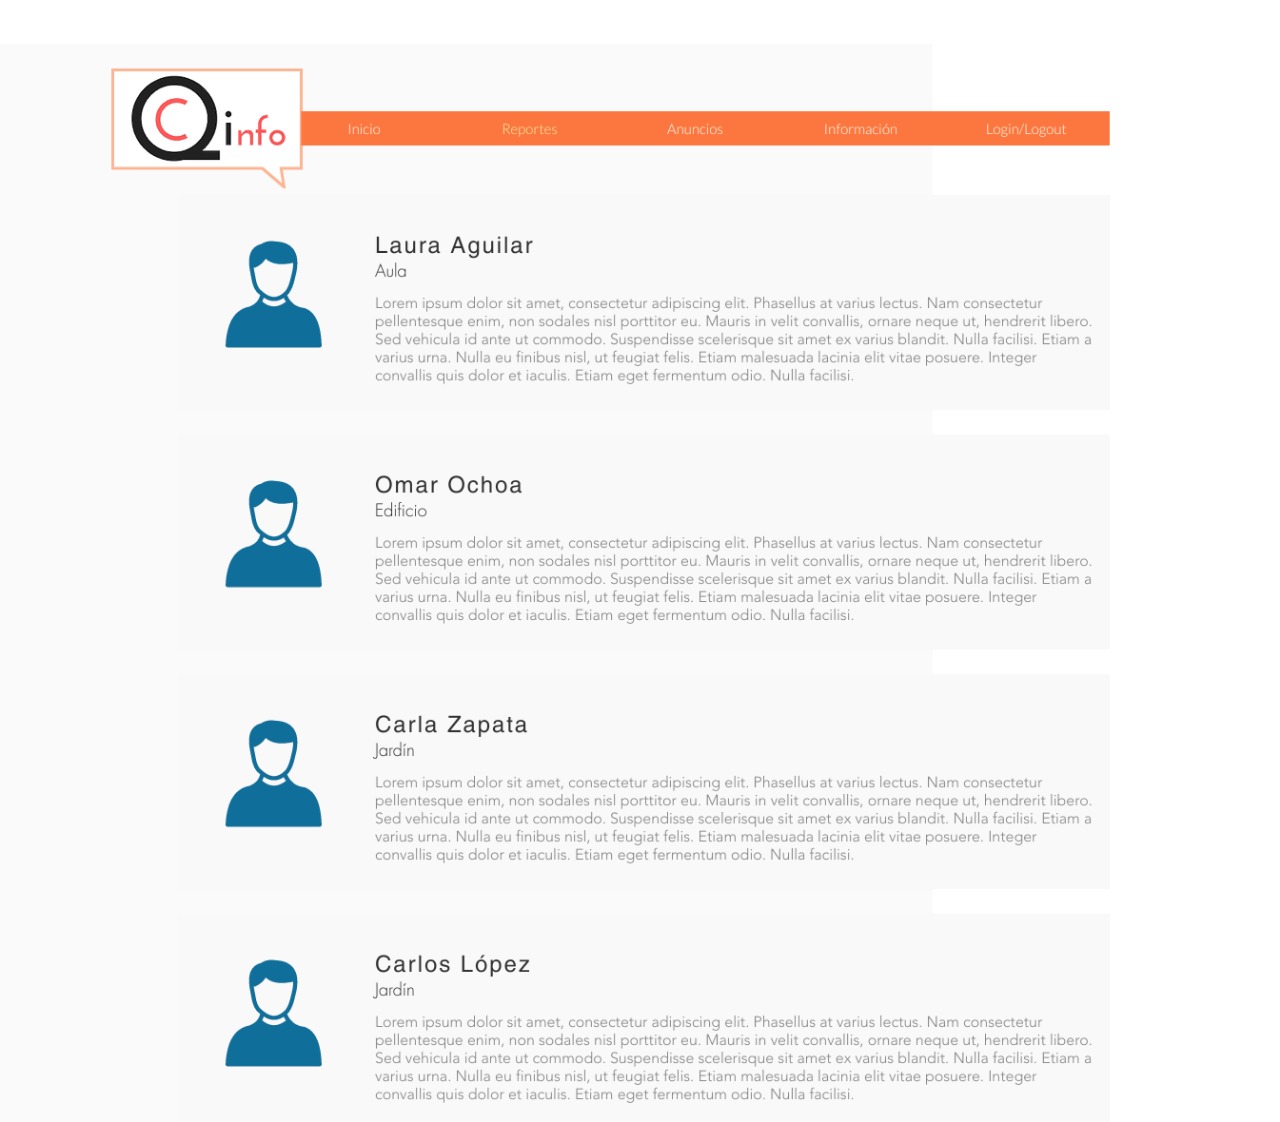 QC info
Inicio Reportes Anuncios Información Login/Logout
Laura Aguilar
Aula
Lorem ipsum dolor sit amet, consectetur adipiscing elit. Phasellus at varius lectus. Nam consectetur
pellentesque enim, non sodales nisl porttitor eu. Mauris in velit convallis, ornare neque ut, hendrerit libero.
Sed vehicula id ante ut commodo. Suspendisse scelerisque sit amet ex varius blandit. Nulla facilisi. Etiam a
varius urna. Nulla eu finibus nisl, ut feugiat felis. Etiam malesuada lacinia elit vitae posuere. Integer
convallis quis dolor et iaculis. Etiam eget fermentum odio. Nulla facilisi.
Omar Ochoa
Edificio
Lorem ipsum dolor sit amet, consectetur adipiscing elit. Phasellus at varius lectus. Nam consectetur
pellentesque enim, non sodales nisl porttitor eu. Mauris in velit convallis, ornare neque ut, hendrerit libero.
Sed vehicula id ante ut commodo. Suspendisse scelerisque sit amet ex varius blandit. Nulla facilisi. Etiam a
varius urna. Nulla eu finibus nisl, ut feugiat felis. Etiam malesuada lacinia elit vitae posuere. Integer
convallis quis dolor et iaculis. Etiam eget fermentum odio. Nulla facilisi.
Carla Zapata
Jardín
Lorem ipsum dolor sit amet, consectetur adipiscing elit. Phasellus at varius lectus. Nam consectetur
pellentesque enim, non sodales nisl porttitor eu. Mauris in velit convallis, ornare neque ut, hendrerit libero.
Sed vehicula id ante ut commodo. Suspendisse scelerisque sit amet ex varius blandit. Nulla facilisi. Etiam a
varius urna. Nulla eu finibus nisl, ut feugiat felis. Etiam malesuada lacinia elit vitae posuere. Integer
convallis quis dolor et iaculis. Etiam eget fermentum odio. Nulla facilisi.
Carlos López
Jardín
Lorem ipsum dolor sit amet, consectetur adipiscing elit. Phasellus at varius lectus. Nam consectetur
pellentesque enim, non sodales nisl porttitor eu. Mauris in velit convallis, ornare neque ut, hendrerit libero.
Sed vehicula id ante ut commodo. Suspendisse scelerisque sit amet ex varius blandit. Nulla facilisi. Etiam a
varius urna. Nulla eu finibus nisl, ut feugiat felis. Etiam malesuada lacinia elit vitae posuere. Integer
convallis quis dolor et iaculis. Etiam eget fermentum odio. Nulla facilisi.